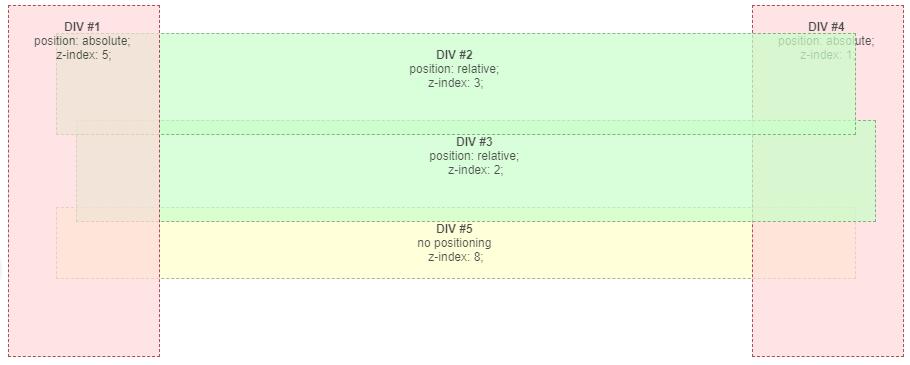 DIV #1
position: absolute;
z-index: 5;
DIV #2
position: relative;
z-index: 3;
DIV #3
position: relative;
z-index: 2;
DIV #4
position: absolute;
z-index: 1;
DIV #5
no positioning
z-index: 8;